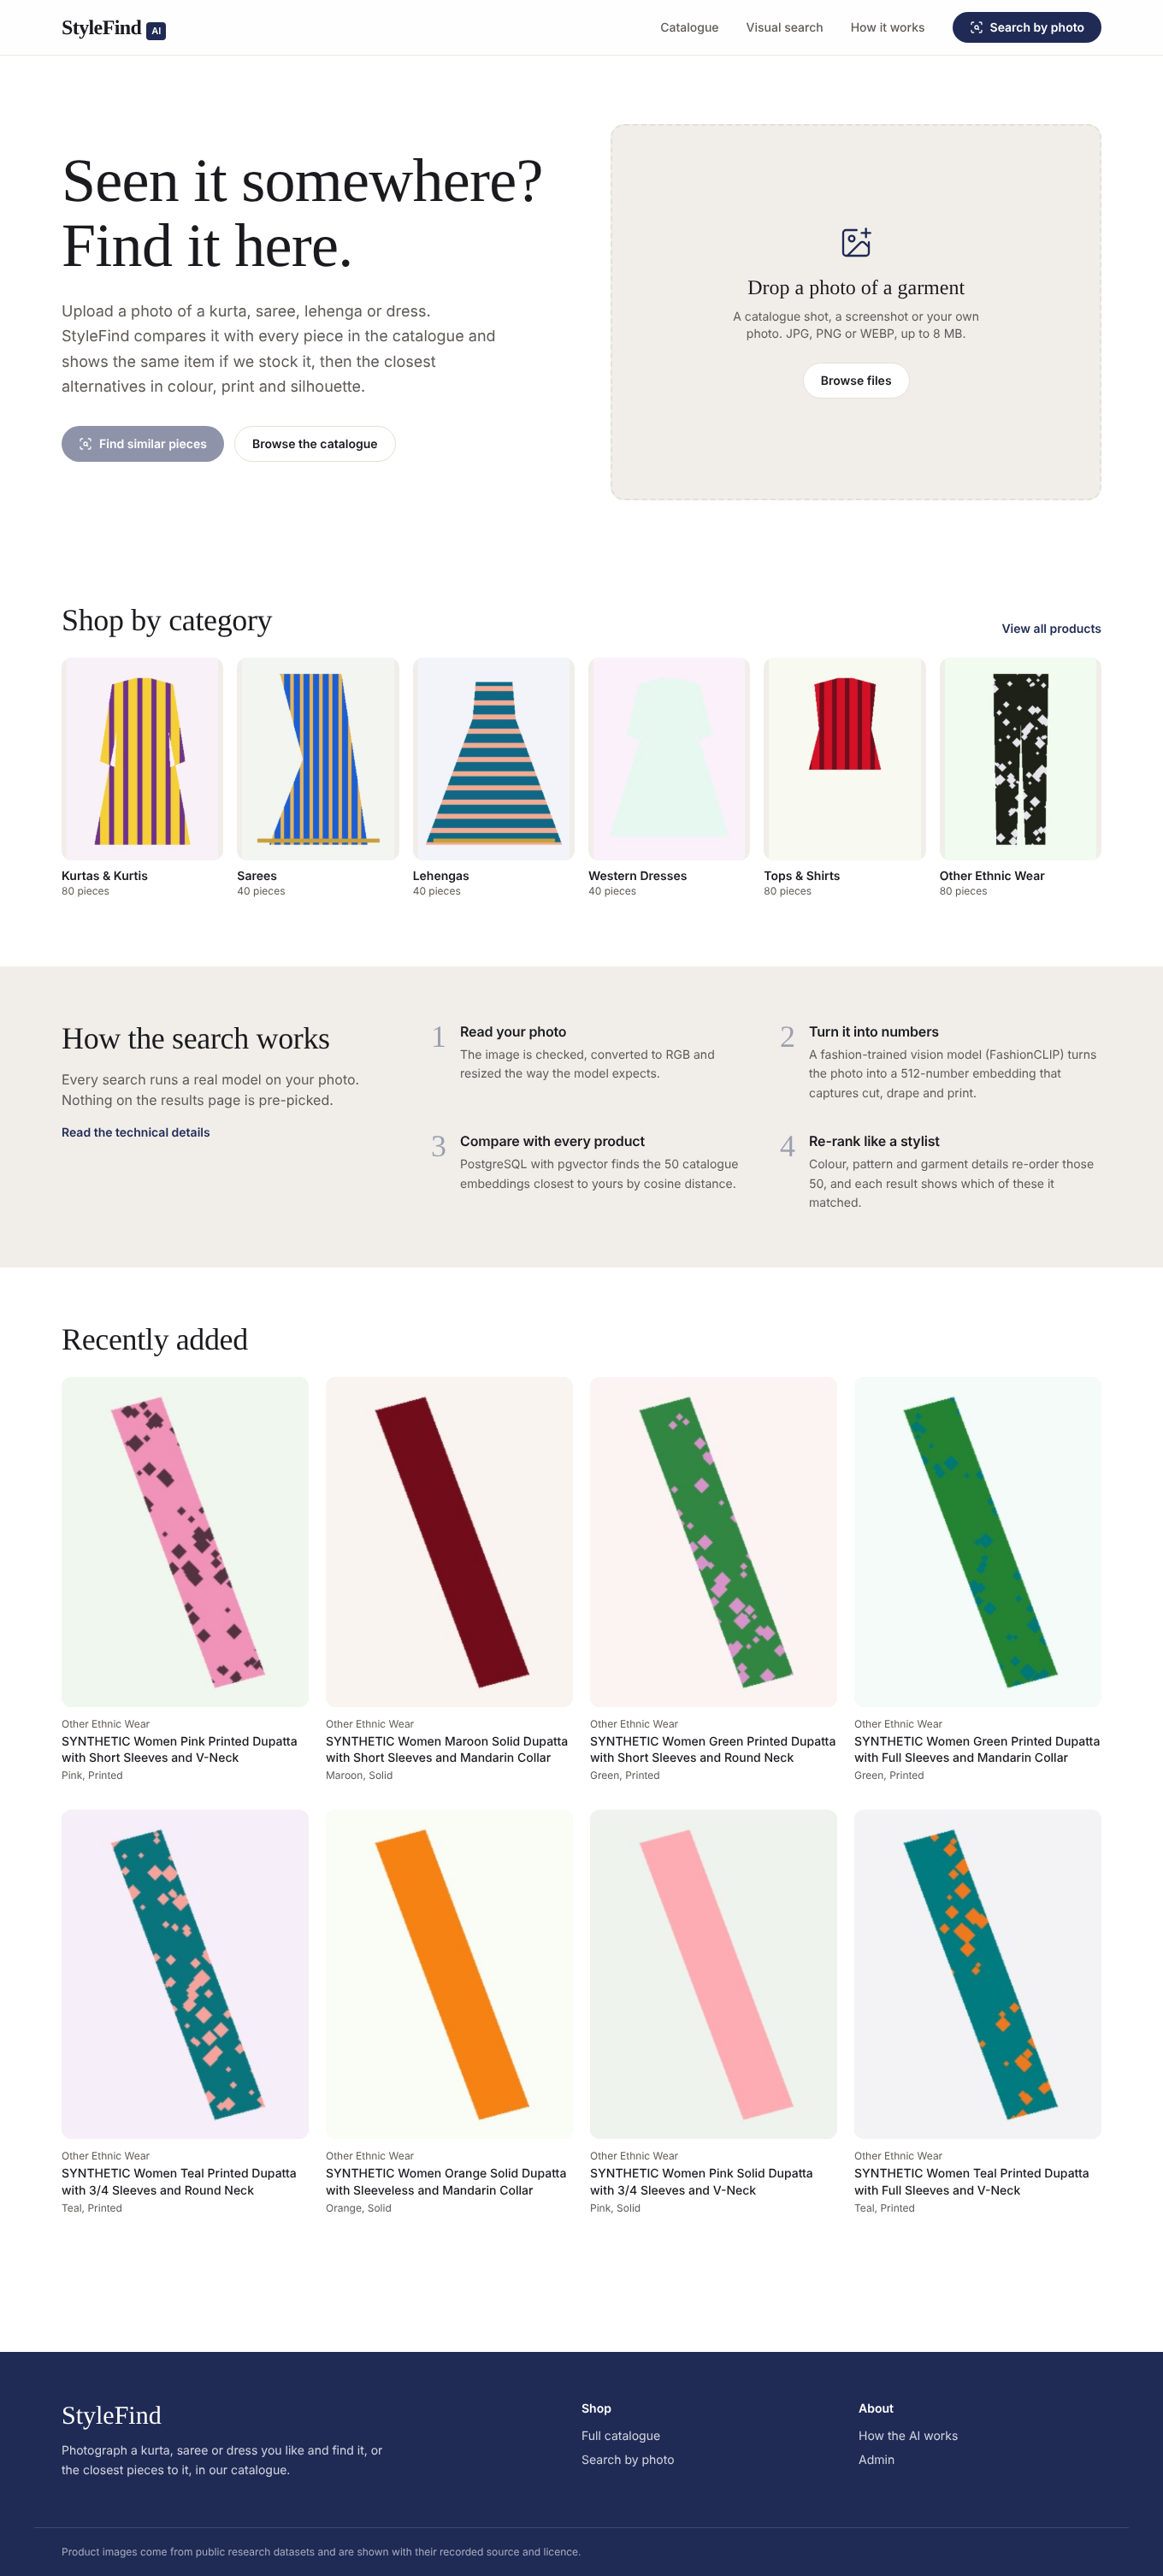 StyleFind AI
Catalogue
Visual search
How it works
Search by photo
Seen it somewhere?
Find it here.
Upload a photo of a kurta, saree, lehenga or dress.
StyleFind compares it with every piece in the catalogue and
shows the same item if we stock it, then the closest
alternatives in colour, print and silhouette.
Find similar pieces
Browse the catalogue
Drop a photo of a garment
A catalogue shot, a screenshot or your own
photo. JPG, PNG or WEBP, up to 8 MB.
Browse files
Shop by category
View all products
Kurtas & Kurtis
80 pieces
Sarees
40 pieces
Lehengas
40 pieces
Western Dresses
40 pieces
Tops & Shirts
80 pieces
Other Ethnic Wear
80 pieces
How the search works
Every search runs a real model on your photo.
Nothing on the results page is pre-picked.
Read the technical details
1
Read your photo
The image is checked, converted to RGB and
resized the way the model expects.
2
Turn it into numbers
A fashion-trained vision model (FashionCLIP) turns
the photo into a 512-number embedding that
captures cut, drape and print.
3
Compare with every product
PostgreSQL with pgvector finds the 50 catalogue
embeddings closest to yours by cosine distance.
4
Re-rank like a stylist
Colour, pattern and garment details re-order those
50, and each result shows which of these it
matched.
Recently added
Other Ethnic Wear
SYNTHETIC Women Pink Printed Dupatta
with Short Sleeves and V-Neck
Pink, Printed
Other Ethnic Wear
SYNTHETIC Women Maroon Solid Dupatta
with Short Sleeves and Mandarin Collar
Maroon, Solid
Other Ethnic Wear
SYNTHETIC Women Green Printed Dupatta
with Short Sleeves and Round Neck
Green, Printed
Other Ethnic Wear
SYNTHETIC Women Green Printed Dupatta
with Full Sleeves and Mandarin Collar
Green, Printed
Other Ethnic Wear
SYNTHETIC Women Teal Printed Dupatta
with 3/4 Sleeves and Round Neck
Teal, Printed
Other Ethnic Wear
SYNTHETIC Women Orange Solid Dupatta
with Sleeveless and Mandarin Collar
Orange, Solid
Other Ethnic Wear
SYNTHETIC Women Pink Solid Dupatta
with 3/4 Sleeves and V-Neck
Pink, Solid
Other Ethnic Wear
SYNTHETIC Women Teal Printed Dupatta
with Full Sleeves and V-Neck
Teal, Printed
StyleFind
Photograph a kurta, saree or dress you like and find it, or
the closest pieces to it, in our catalogue.
Shop
Full catalogue
Search by photo
About
How the AI works
Admin
Product images come from public research datasets and are shown with their recorded source and licence.